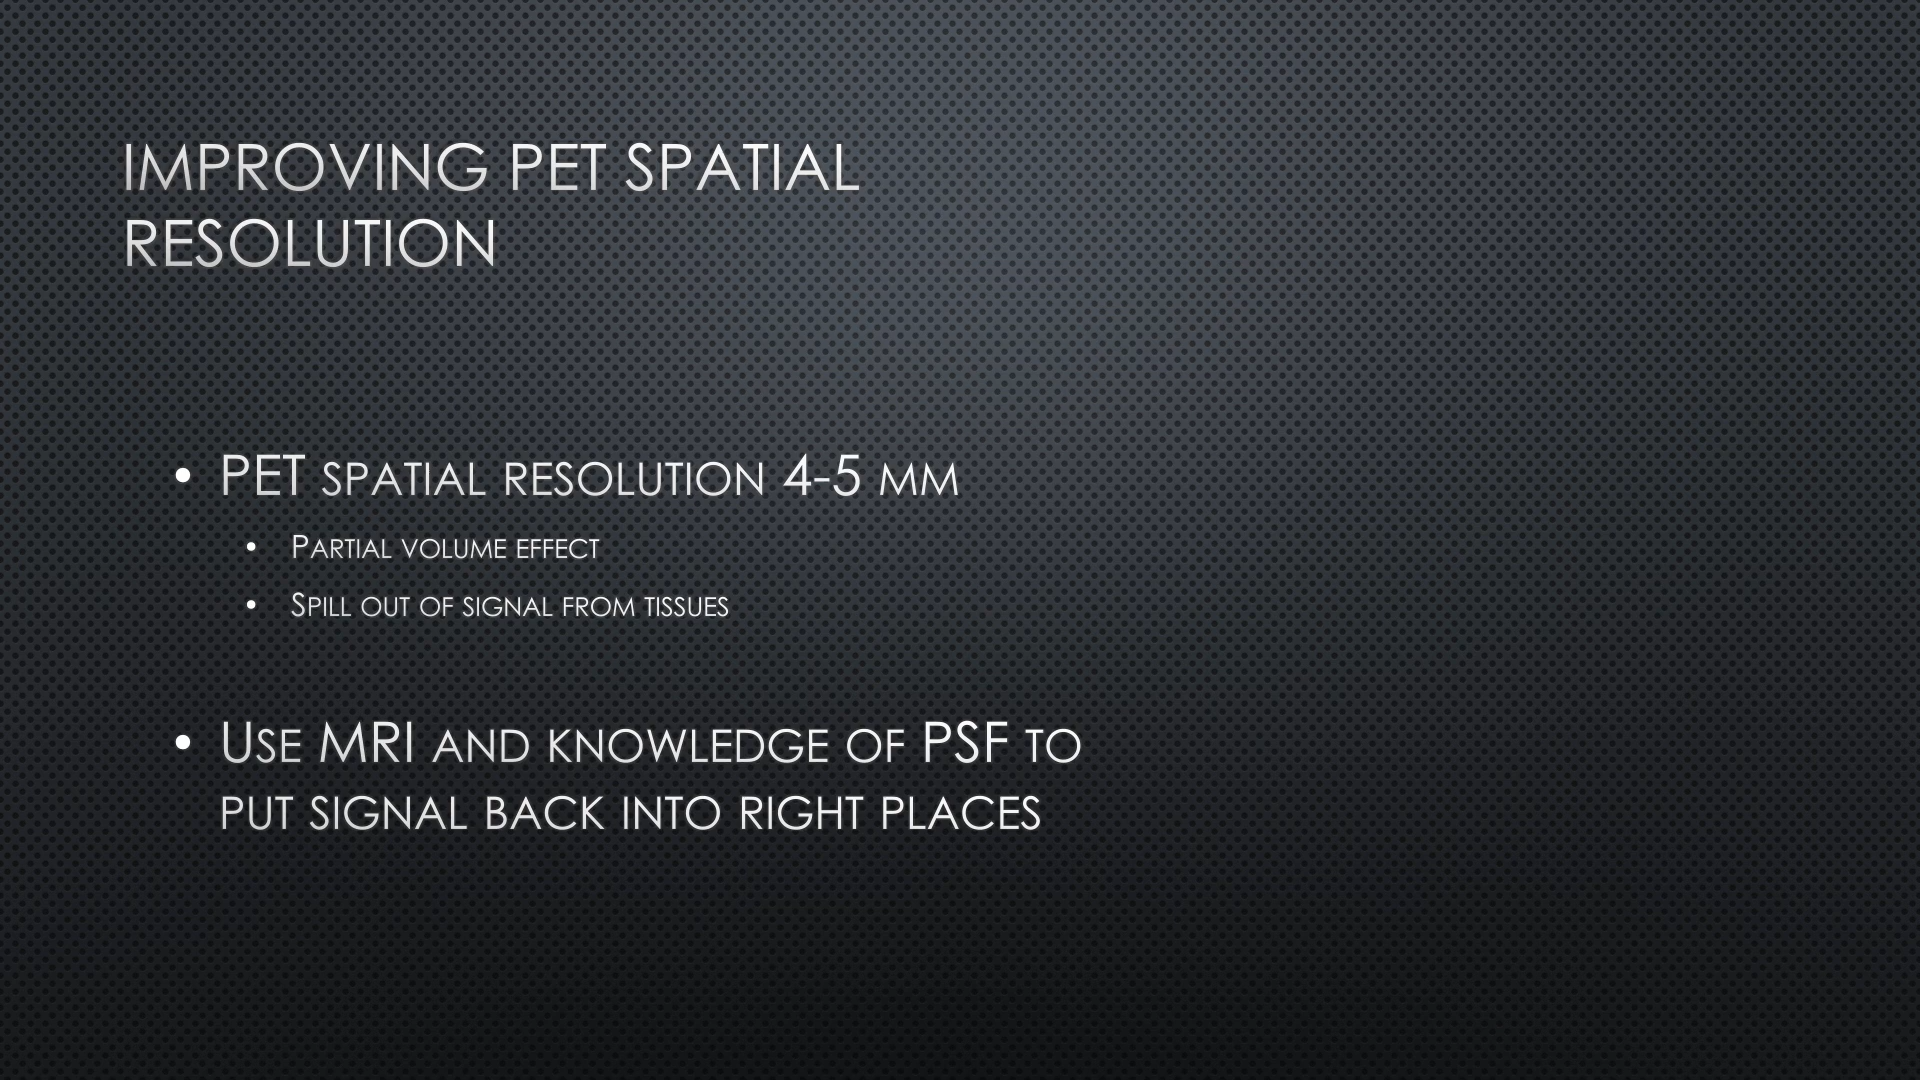 IMPROVING PET SPATIAL
RESOLUTION
• PET SPATIAL RESOLUTION 4-5 MM
• PARTIAL VOLUME EFFECT
• SPILL OUT OF SIGNAL FROM TISSUES
• USE MRI AND KNOWLEDGE OF PSF TO
PUT SIGNAL BACK INTO RIGHT PLACES